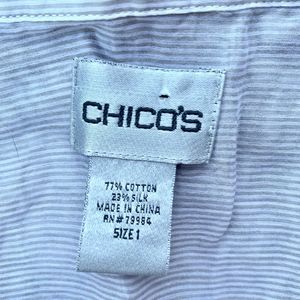 CHICO'S
77% COTTON
23% SILK
MADE IN CHINA
RN#79984
SIZE 1